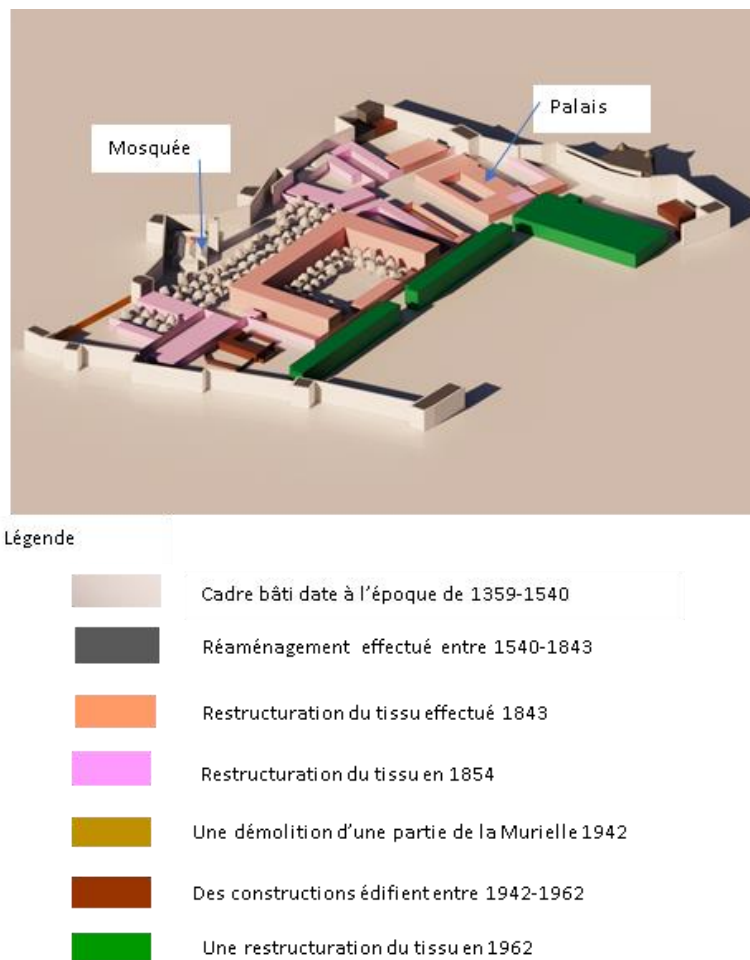 Palais
Mosquée
Légende
Cadre bâti date à l'époque de 1359-1540
Réaménagement effectué entre 1540-1843
Restructuration du tissu effectué 1843
Restructuration du tissu en 1854
Une démolition d'une partie de la Murielle 1942
Des constructions édifient entre 1942-1962
Une restructuration du tissu en 1962